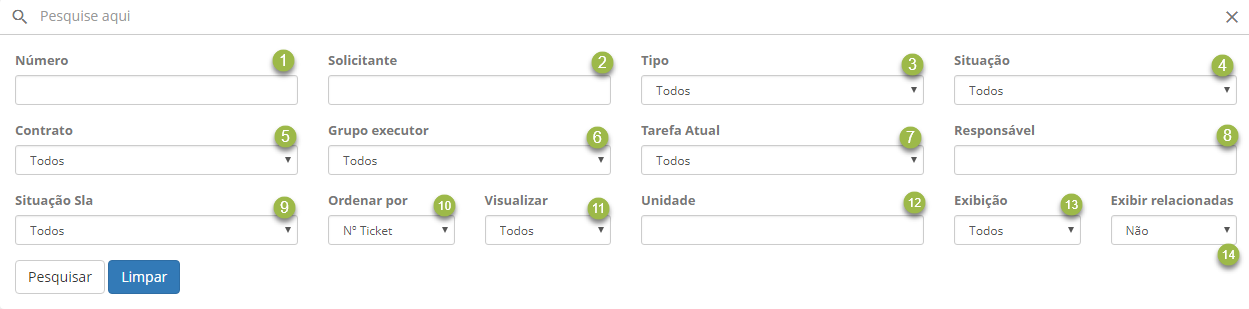 Pesquise aqui
Número 1 Solicitante 2 Tipo 3 Situação 4
Todos Todos
Contrato 5 Grupo executor 6 Tarefa Atual 7 Responsável 8
Todos Todos Todos
Situação Sla 9 Ordenar por 10 Visualizar 11 Unidade 12 Exibição 13 Exibir relacionadas
Todos Nº Ticket Todos Todos Não
14
Pesquisar Limpar